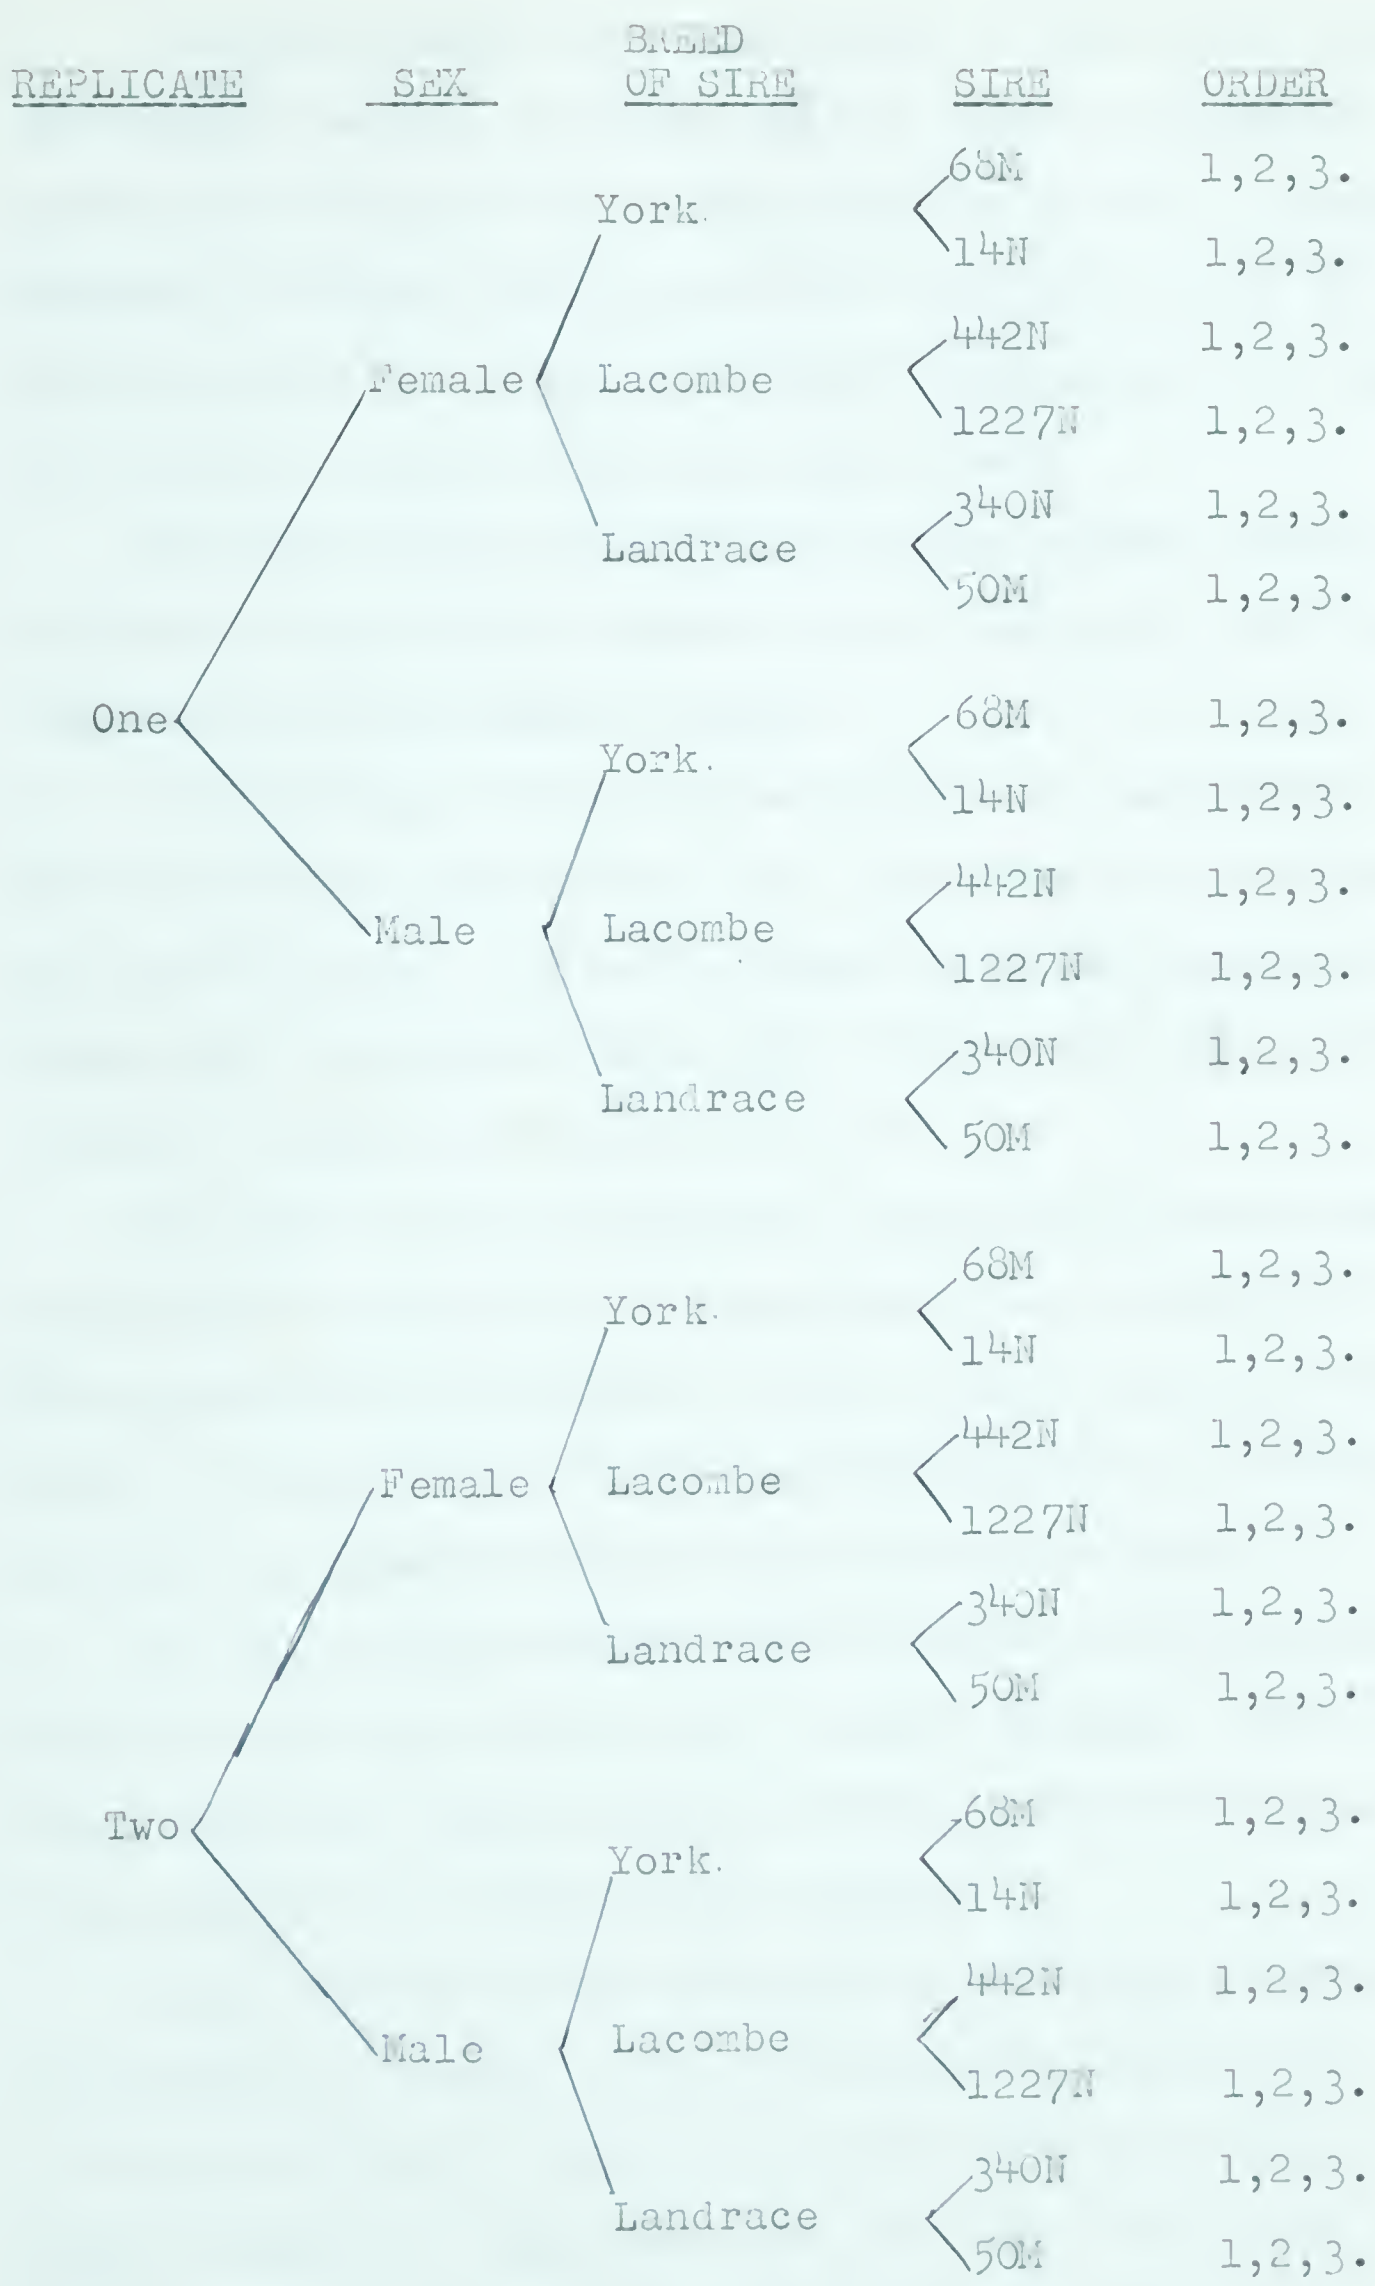 BREED
REPLICATE SEX OF SIRE SIRE ORDER
68M 1,2,3.
York.
14N 1,2,3.
442N 1,2,3.
Female Lacombe
1227N 1,2,3.
340N 1,2,3.
Landrace
50M 1,2,3.
One
68M 1,2,3.
York.
14N 1,2,3.
442N 1,2,3.
Male Lacombe
1227N 1,2,3.
340N 1,2,3.
Landrace
50M 1,2,3.
68M 1,2,3.
York.
14N 1,2,3.
442N 1,2,3.
Female Lacombe
1227N 1,2,3.
340N 1,2,3.
Landrace
50M 1,2,3.
Two
68M 1,2,3.
York.
14N 1,2,3.
442N 1,2,3.
Male Lacombe
1227N 1,2,3.
340N 1,2,3.
Landrace
50M 1,2,3.